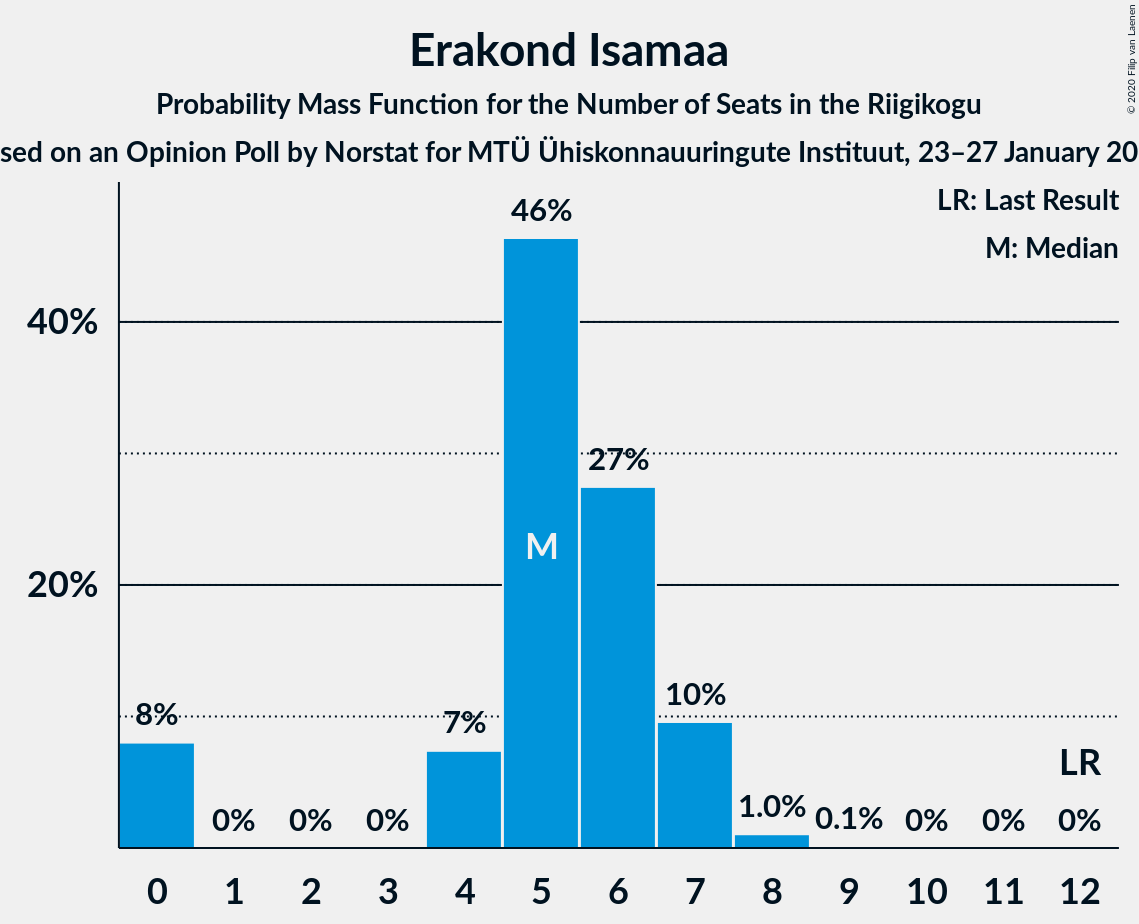 © 2020 Filip van Laenen
Erakond Isamaa
Probability Mass Function for the Number of Seats in the Riigikogu
sed on an Opinion Poll by Norstat for MTÜ Ühiskonnauuringute Instituut, 23–27 January 20
LR: Last Result
M: Median
46%
40%
27%
M
20%
10%
8%
7%
LR
1.0%
0.1%
0% 0% 0% 0% 0% 0%
0 1 2 3 4 5 6 7 8 9 10 11 12